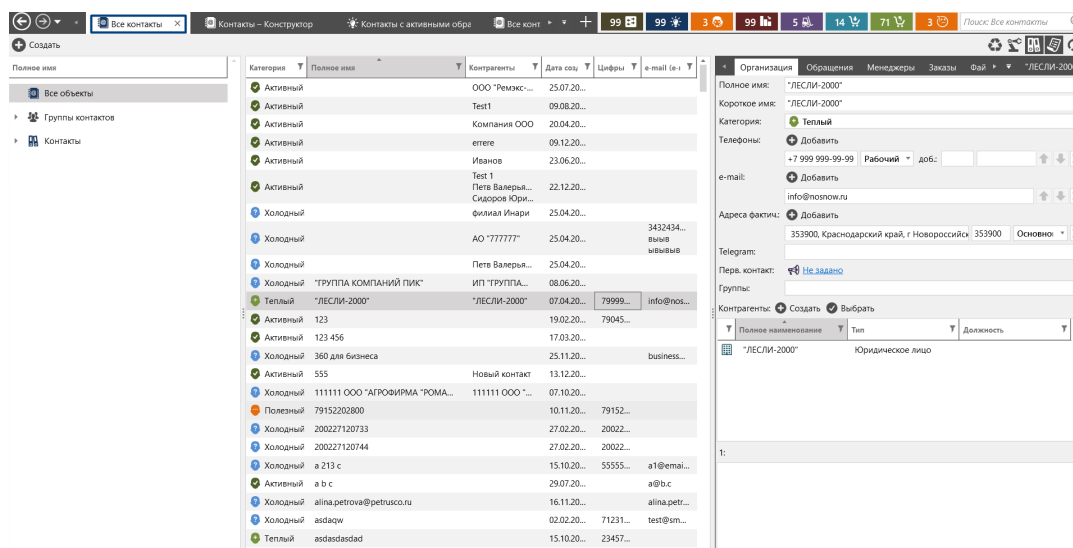 Все контакты ×
Контакты – Конструктор
Контакты с активными обра
Все конт
99
99
3
99
5
14
71
3
Поиск: Все контакты
Создать
Полное имя
Все объекты
Группы контактов
Контакты
Категория Полное имя Контрагенты Дата соз Цифры e-mail (e-
Активный ООО "Ремэкс-... 25.07.20...
Активный Test1 09.08.20...
Активный Компания ООО 20.04.20...
Активный errere 09.12.20...
Активный Иванов 23.06.20...
Test 1
Активный Петв Валерья... 22.12.20...
Сидоров Юри...
Холодный филиал Инари 25.04.20...
3432434...
Холодный АО "777777" 25.04.20... выыв
ывывыв
Холодный Петв Валерья... 25.04.20...
Холодный "ГРУППА КОМПАНИЙ ПИК" ИП "ГРУППА... 08.06.20...
Теплый "ЛЕСЛИ-2000" "ЛЕСЛИ-2000" 07.04.20... 79999... info@nos...
Активный 123 19.02.20... 79045...
Активный 123 456 17.03.20...
Холодный 360 для бизнеса 25.11.20... business...
Активный 555 Новый контакт 13.12.20...
Холодный 111111 ООО "АГРОФИРМА "РОМА... 111111 ООО "... 07.10.20...
Полезный 79152202800 10.11.20... 79152...
Холодный 200227120733 27.02.20... 20022...
Холодный 200227120744 27.02.20... 20022...
Холодный a 213 c 15.10.20... 55555... a1@emai...
Активный a b c 29.07.20... a@b.c
Холодный alina.petrova@petrusco.ru 16.11.20... alina.petr...
Холодный asdaqw 02.02.20... 71231... test@sm...
Теплый asdasdasdad 15.10.20... 23457...
Организация Обращения Менеджеры Заказы Фай "ЛЕСЛИ-200
Полное имя: "ЛЕСЛИ-2000"
Короткое имя: "ЛЕСЛИ-2000"
Категория: Теплый
Телефоны: Добавить
+7 999 999-99-99 Рабочий доб.:
e-mail: Добавить
info@nosnow.ru
Адреса фактич.: Добавить
353900, Краснодарский край, г Новороссийск 353900 Основної
Telegram:
Перв. контакт: Не задано
Группы:
Контрагенты: Создать Выбрать
Полное наименование Тип Должность
"ЛЕСЛИ-2000" Юридическое лицо
1: